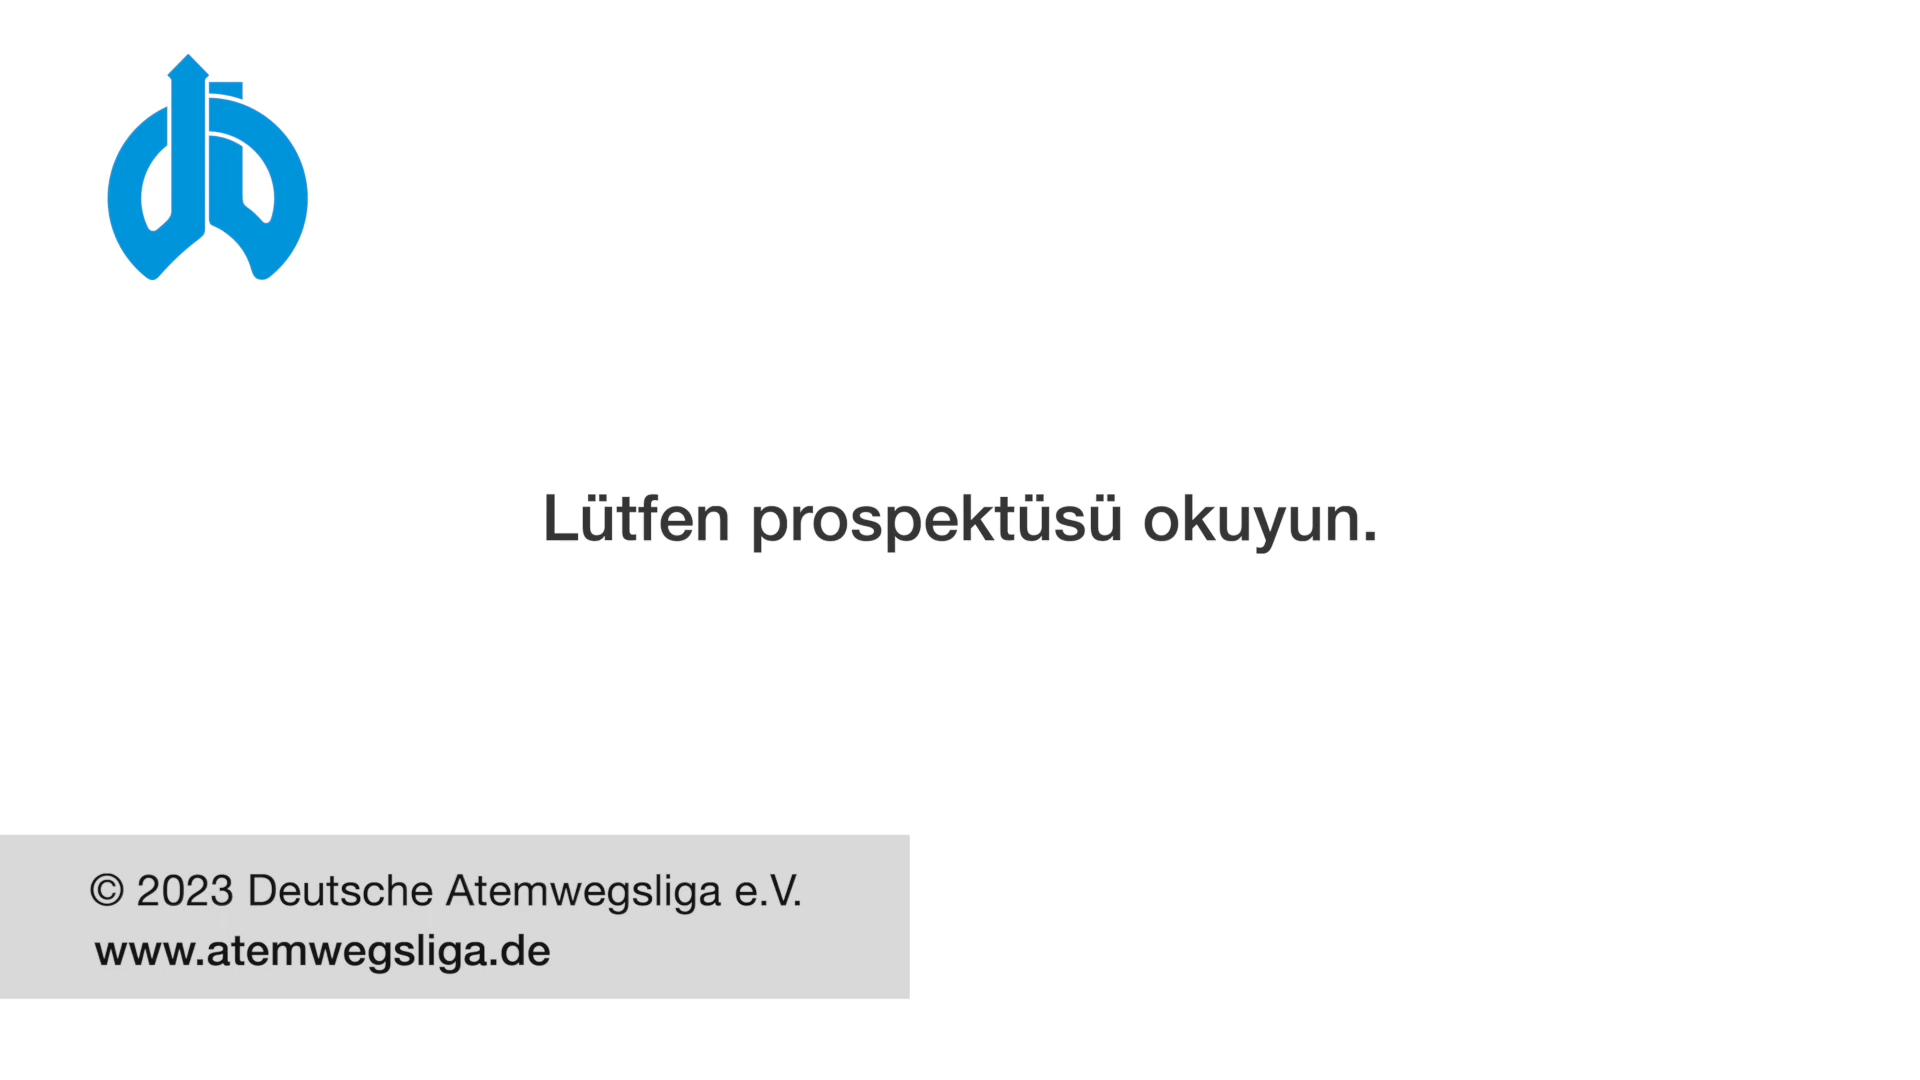 Lütfen prospektüsü okuyun.
© 2023 Deutsche Atemwegsliga e.V.
www.atemwegsliga.de